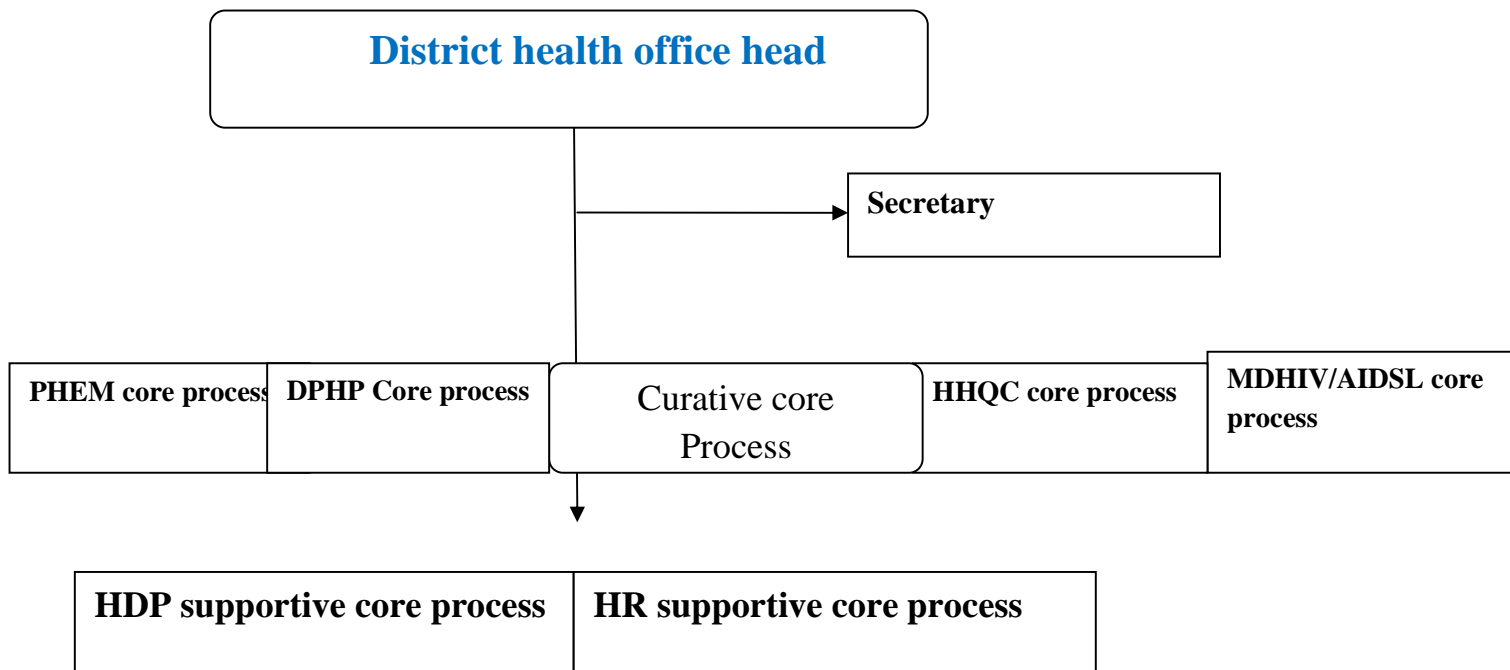 District health office head
Secretary
PHEM core process
DPHP Core process
Curative core
Process
HHQC core process
MDHIV/AIDSL core
process
HDP supportive core process
HR supportive core process